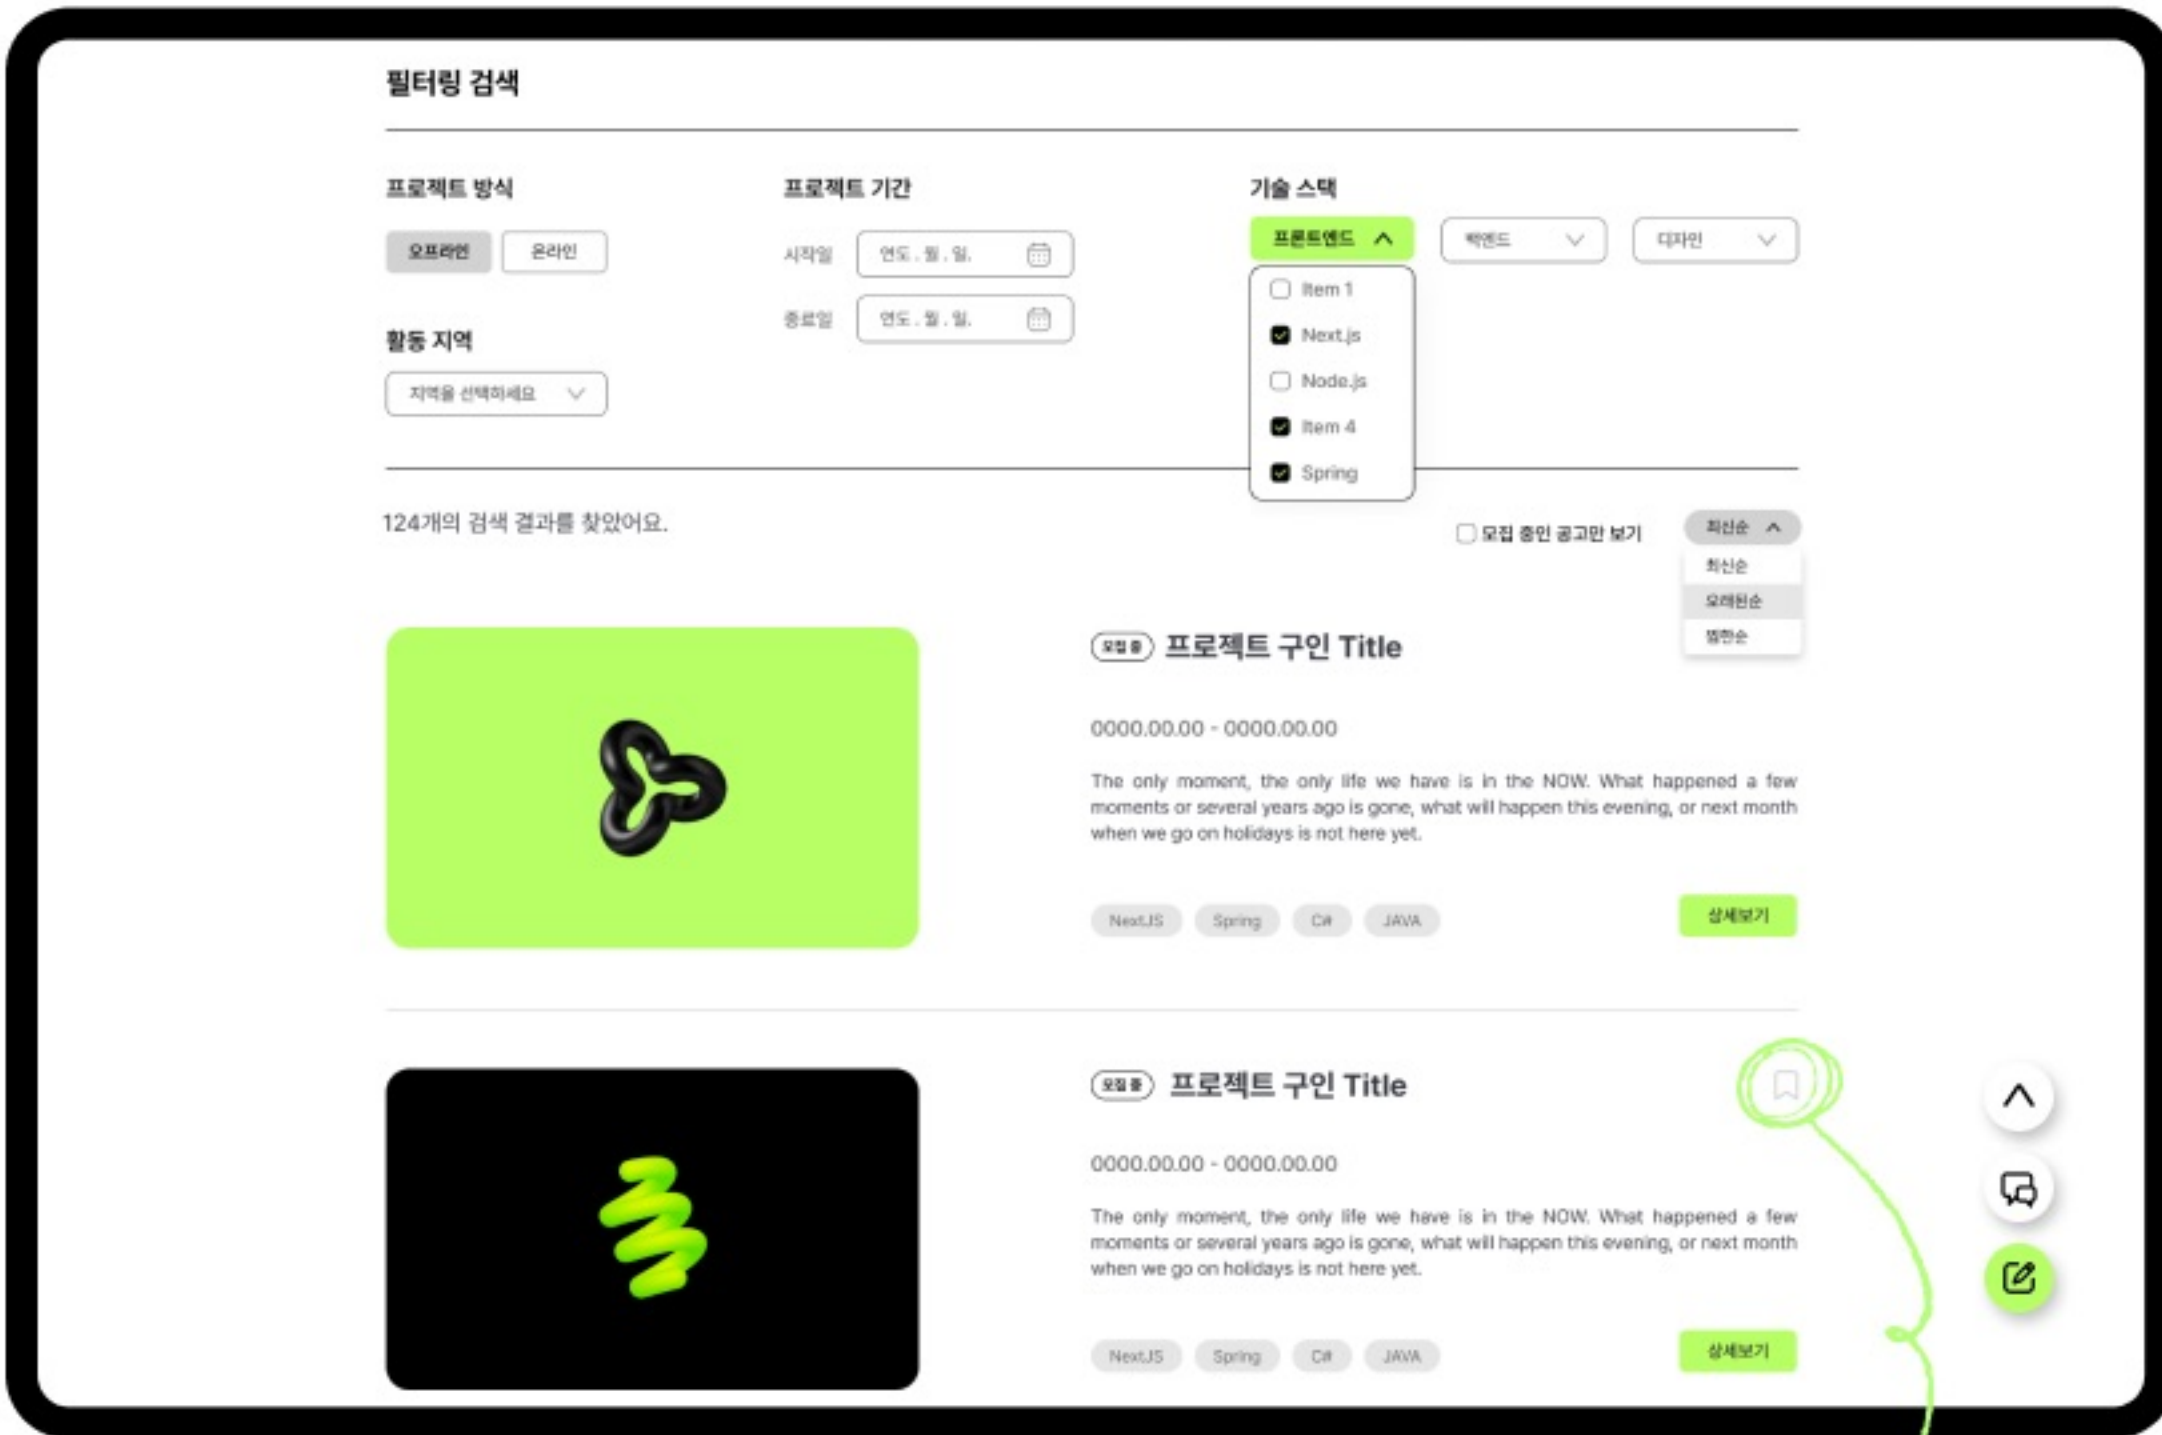 필터링 검색
프로젝트 방식
프로젝트 기간
기술 스택
오프라인
온라인
시작일
연도 . 월 . 일.
종료일
연도 . 월 . 일.
프론트엔드
백엔드
디자인
Item 1
Next.js
Node.js
Item 4
Spring
활동 지역
지역을 선택하세요
124개의 검색 결과를 찾았어요.
모집 중인 공고만 보기
최신순
최신순
오래된순
모집 중
프로젝트 구인 Title
0000.00.00 - 0000.00.00
The only moment, the only life we have is in the NOW. What happened a few
moments or several years ago is gone, what will happen this evening, or next month
when we go on holidays is not here yet.
NextJS
Spring
C#
JAVA
상세보기
모집 중
프로젝트 구인 Title
0000.00.00 - 0000.00.00
The only moment, the only life we have is in the NOW. What happened a few
moments or several years ago is gone, what will happen this evening, or next month
when we go on holidays is not here yet.
NextJS
Spring
C#
JAVA
상세보기